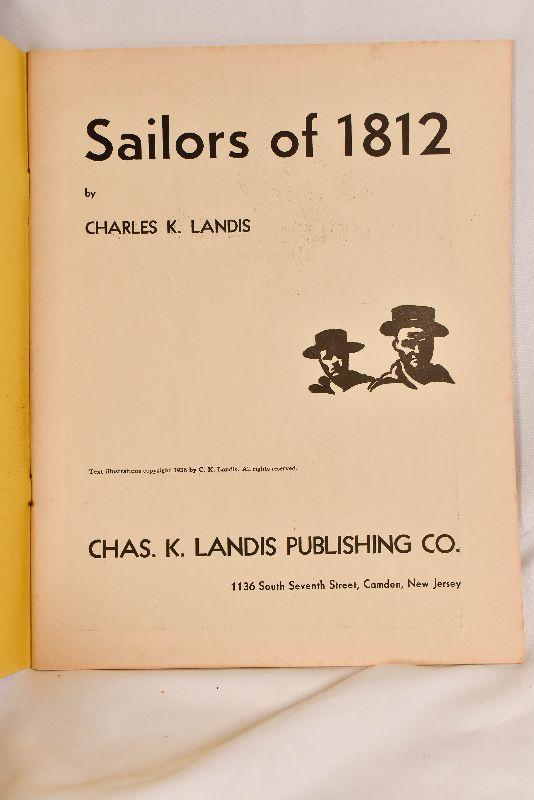 Sailors of 1812
by
CHARLES K. LANDIS
Text illustrations copyright 1936 by C. K. Landis. All rights reserved.
CHAS. K. LANDIS PUBLISHING CO.
1136 South Seventh Street, Camden, New Jersey